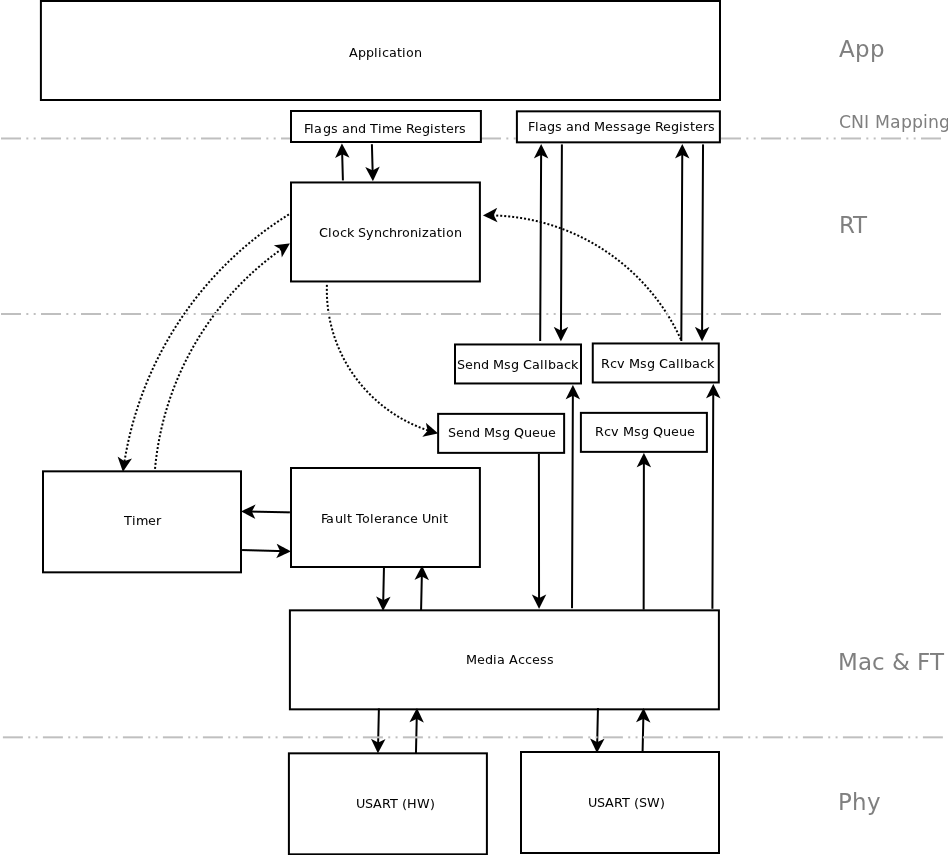 Application
App
Flags and Time Registers
Flags and Message Registers
CNI Mapping
Clock Synchronization
RT
Send Msg Callback
Rcv Msg Callback
Send Msg Queue
Rcv Msg Queue
Timer
Fault Tolerance Unit
Media Access
Mac & FT
USART (HW)
USART (SW)
Phy